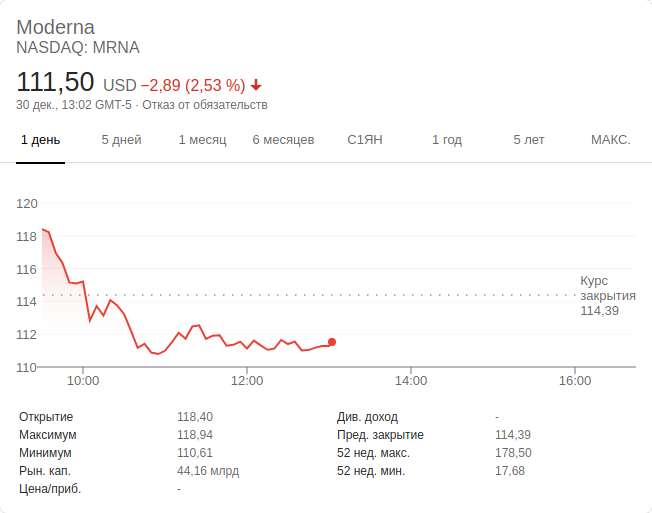 Moderna
NASDAQ: MRNA
111,50 USD −2,89 (2,53 %)
30 дек., 13:02 GMT-5 · Отказ от обязательств
1 день 5 дней 1 месяц 6 месяцев С1ЯН 1 год 5 лет МАКС.
120
118
116
114
112
110
Курс
закрытия
114,39
10:00 12:00 14:00 16:00
Открытие 118,40 Див. доход -
Максимум 118,94 Пред. закрытие 114,39
Минимум 110,61 52 нед. макс. 178,50
Рын. кап. 44,16 млрд 52 нед. мин. 17,68
Цена/приб. -